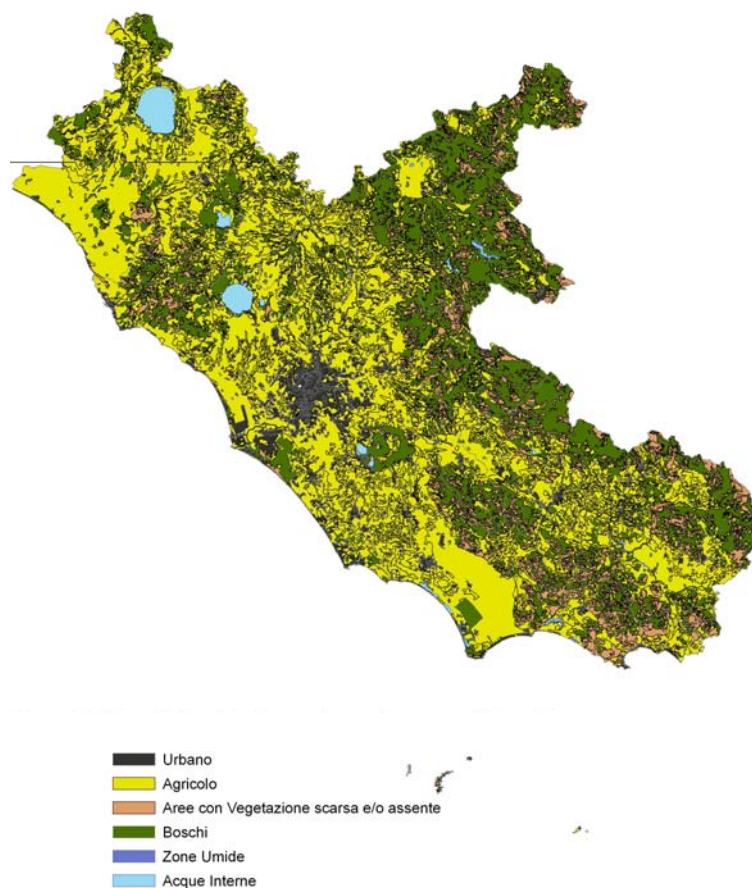 Urbano
Agricolo
Aree con Vegetazione scarsa e/o assente
Boschi
Zone Umide
Acque Interne